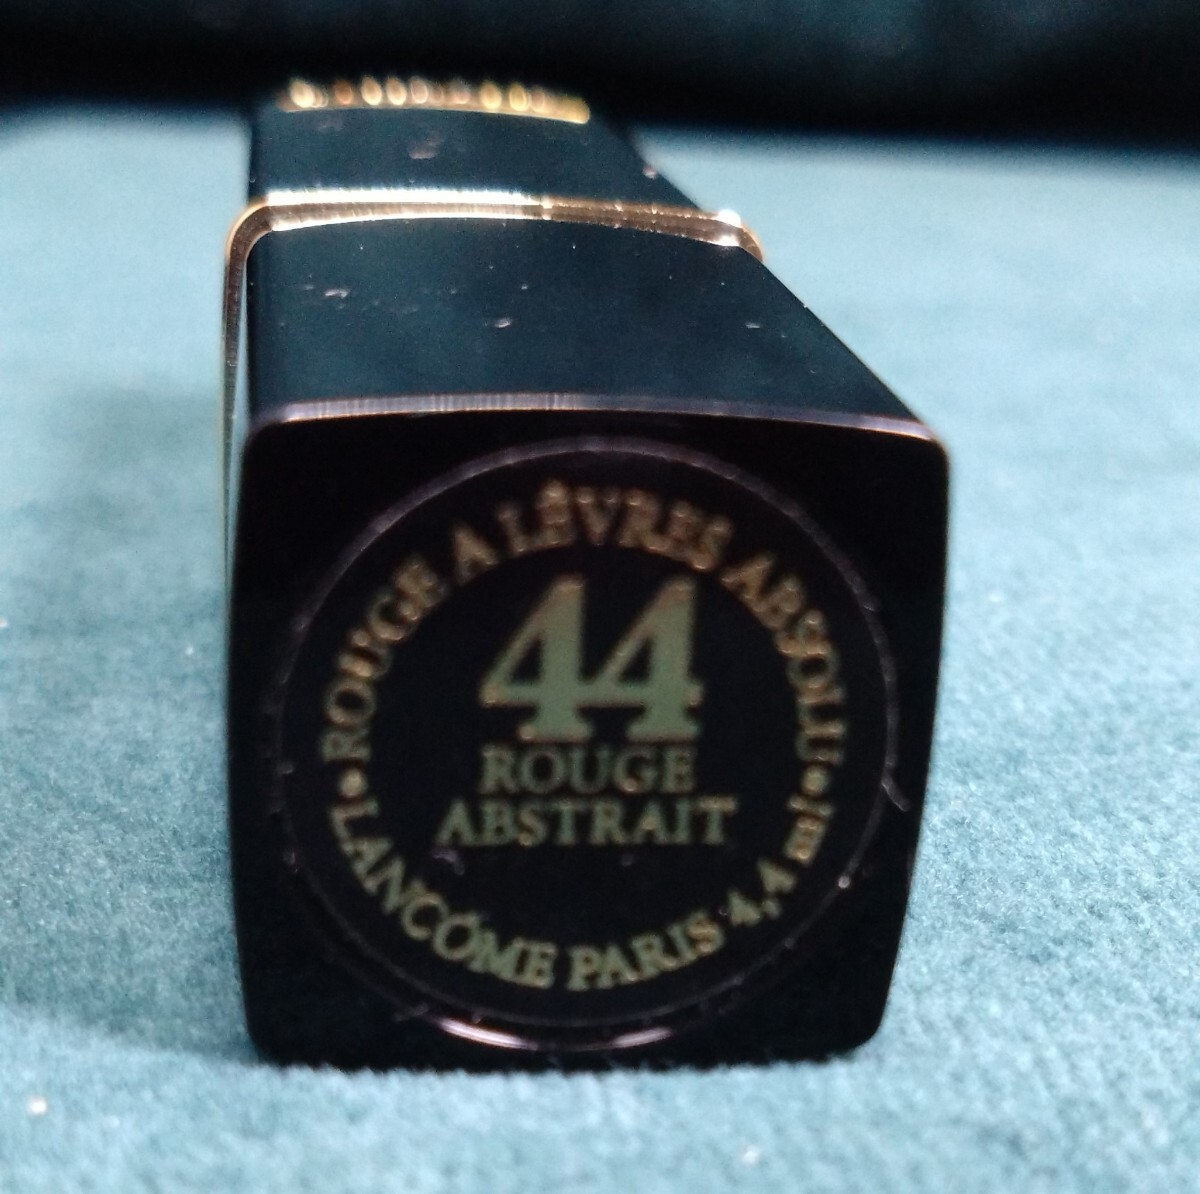 ROUGE A LÈVRES ABSOLU
44
ROUGE
ABSTRAIT
LANCÔME PARIS 4,4 ml